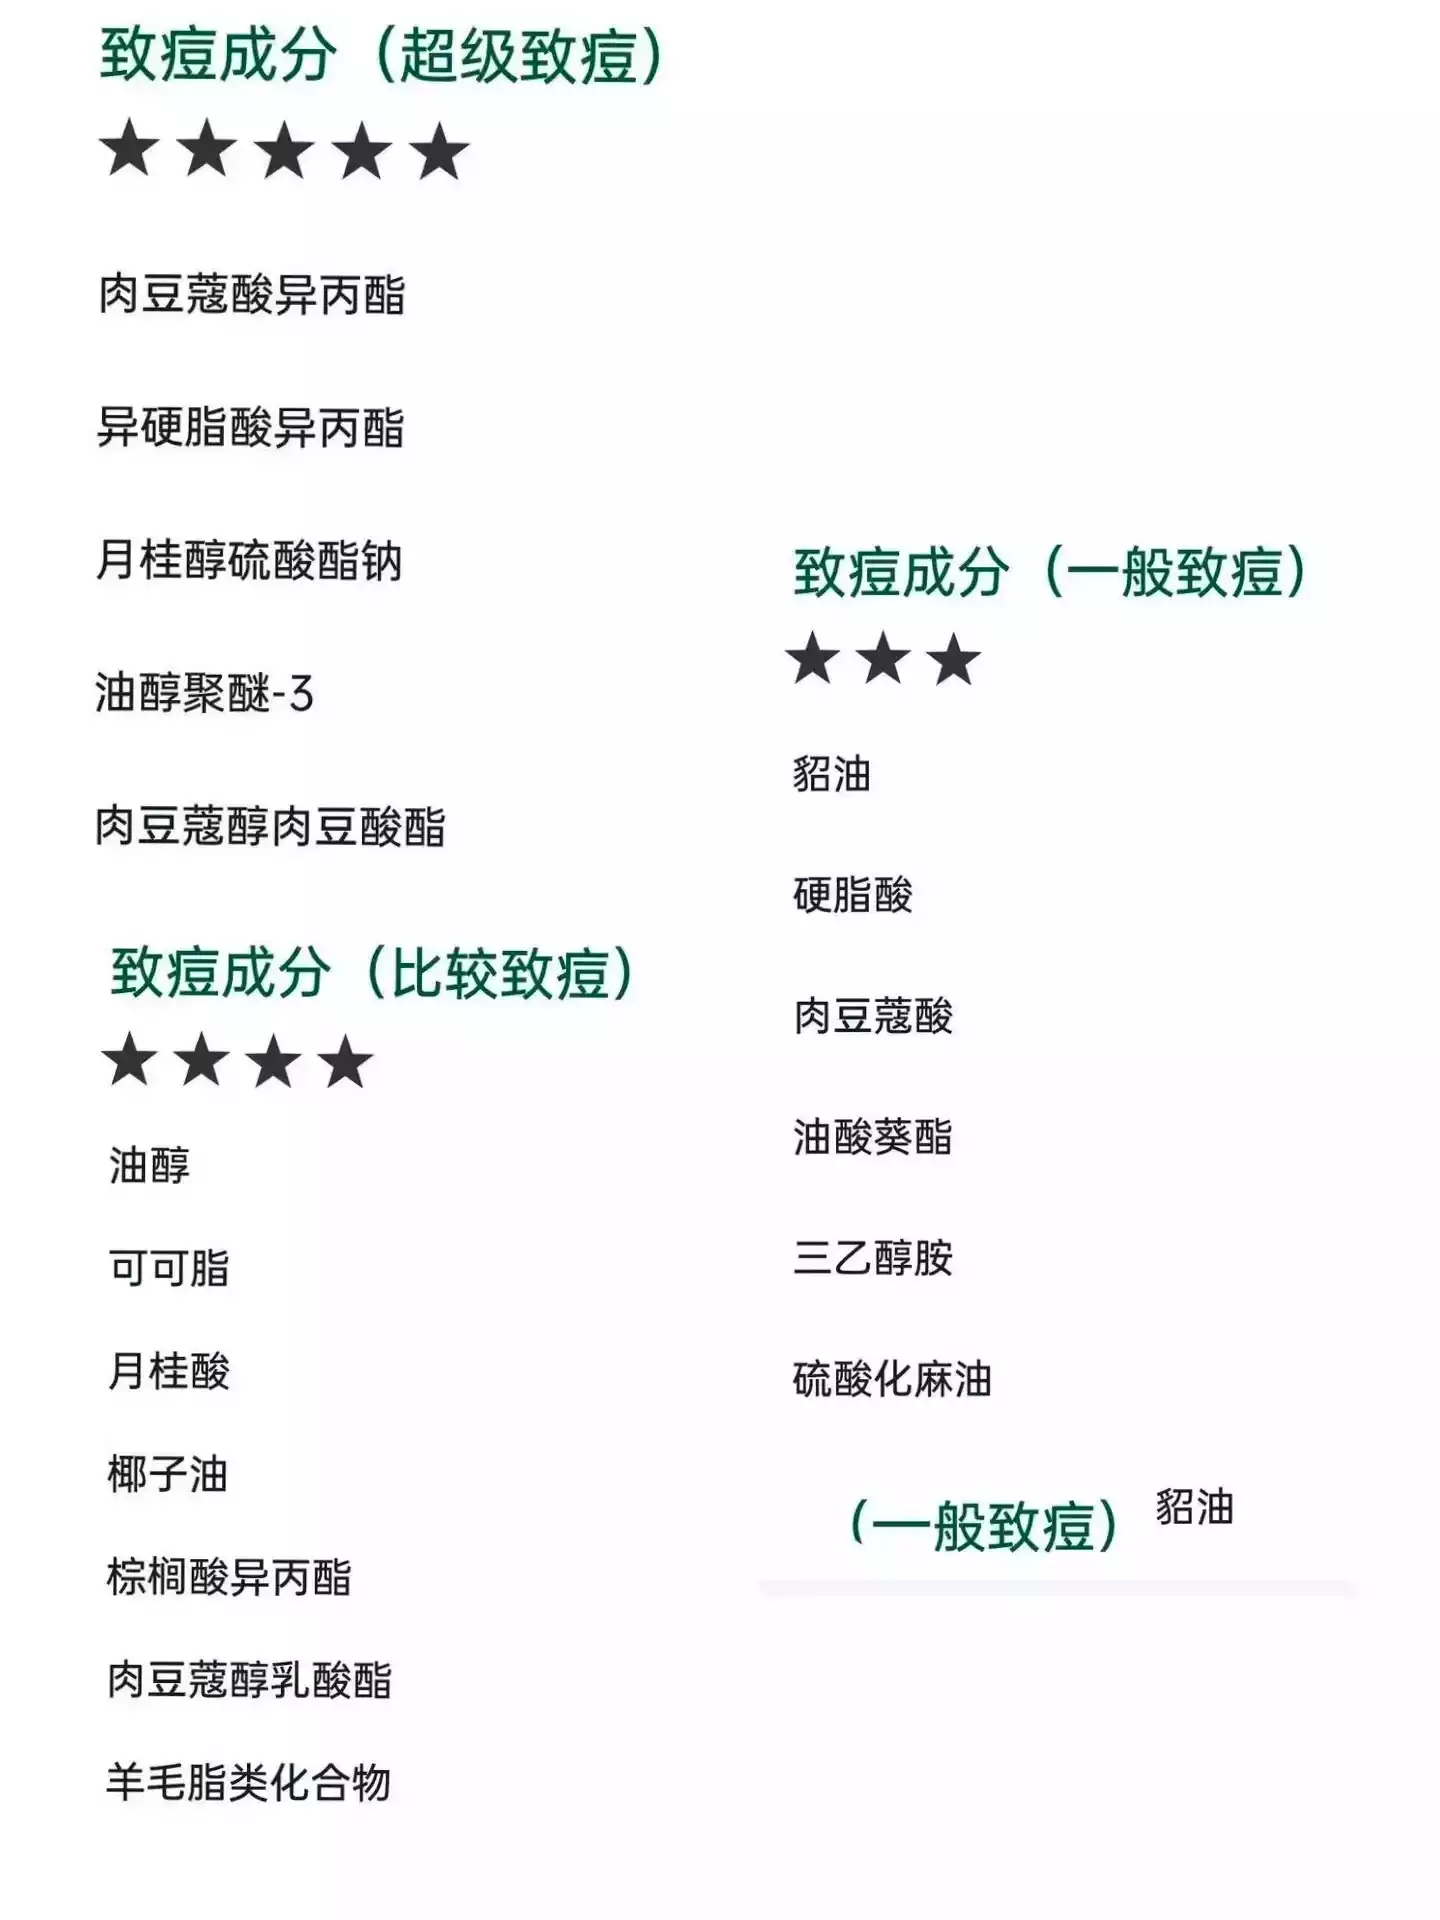 致痘成分（超级致痘）
★★★★★
肉豆蔻酸异丙酯
异硬脂酸异丙酯
月桂醇硫酸酯钠
油醇聚醚-3
肉豆蔻醇肉豆酸酯
致痘成分（比较致痘）
★★★★
油醇
可可脂
月桂酸
椰子油
棕榈酸异丙酯
肉豆蔻醇乳酸酯
羊毛脂类化合物
致痘成分（一般致痘）
★★★
貂油
硬脂酸
肉豆蔻酸
油酸葵酯
三乙醇胺
硫酸化麻油
（一般致痘） 貂油